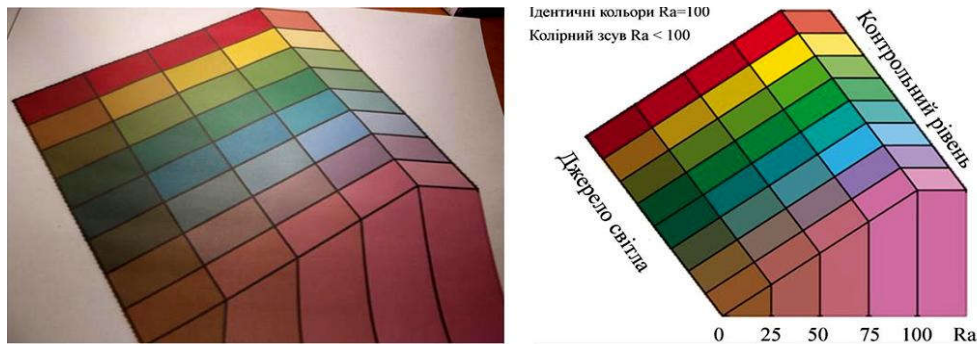 Ідентичні кольори Ra=100
Колірний зсув Ra < 100
Контрольний рівень
Джерело світла
0 25 50 75 100 Ra